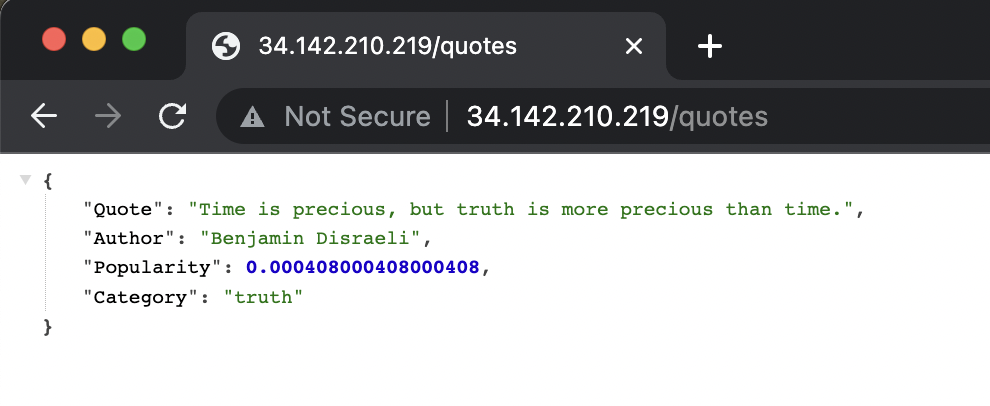 34.142.210.219/quotes
Not Secure | 34.142.210.219/quotes
{
"Quote": "Time is precious, but truth is more precious than time.",
"Author": "Benjamin Disraeli",
"Popularity": 0.000408000408000408,
"Category": "truth"
}